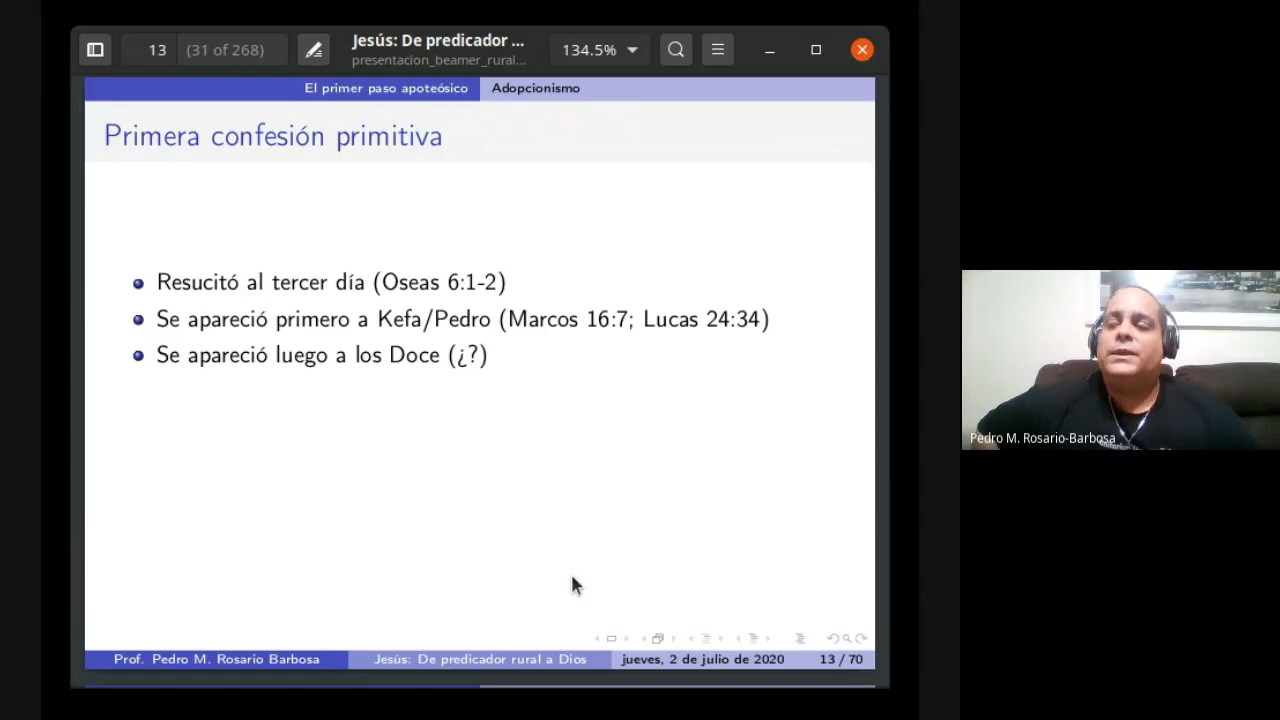 13 (31 of 268)
Jesús: De predicador ...
presentacion_beamer_rural...
134.5%
El primer paso apoteósico
Adopcionismo
Primera confesión primitiva
Resucitó al tercer día (Oseas 6:1-2)
Se apareció primero a Kefa/Pedro (Marcos 16:7; Lucas 24:34)
Se apareció luego a los Doce (¿?)
Prof. Pedro M. Rosario Barbosa
Jesús: De predicador rural a Dios
jueves, 2 de julio de 2020
13 / 70
Pedro M. Rosario-Barbosa